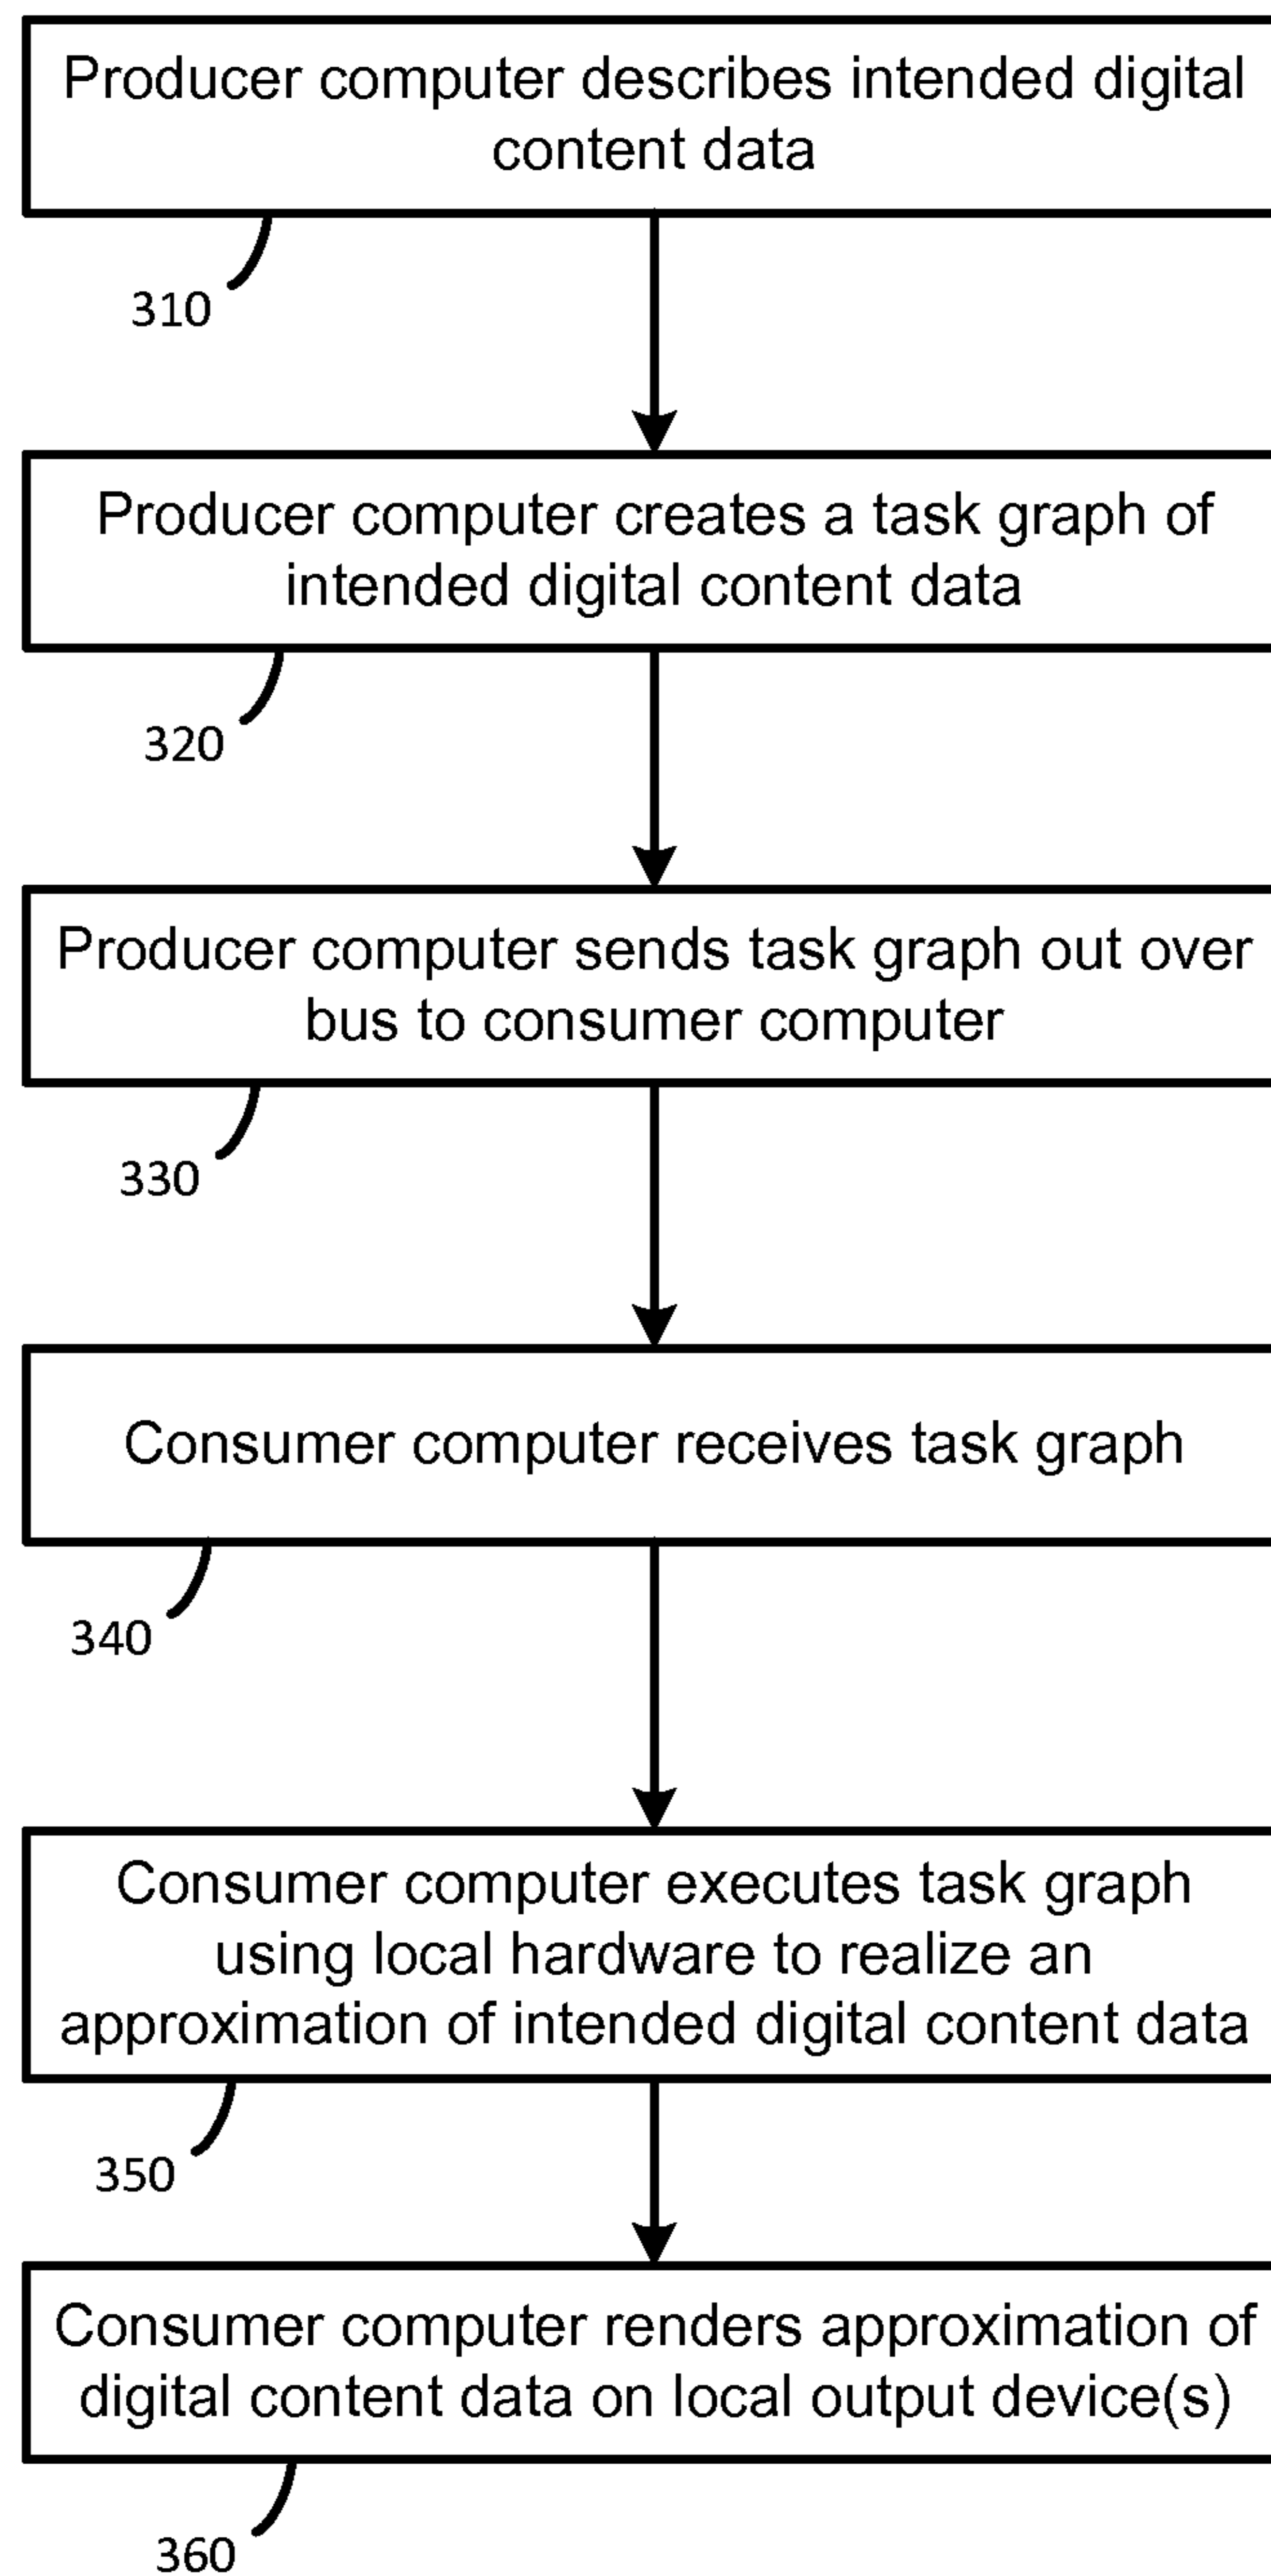 Producer computer describes intended digital
content data
310
Producer computer creates a task graph of
intended digital content data
320
Producer computer sends task graph out over
bus to consumer computer
330
Consumer computer receives task graph
340
Consumer computer executes task graph
using local hardware to realize an
approximation of intended digital content data
350
Consumer computer renders approximation of
digital content data on local output device(s)
360